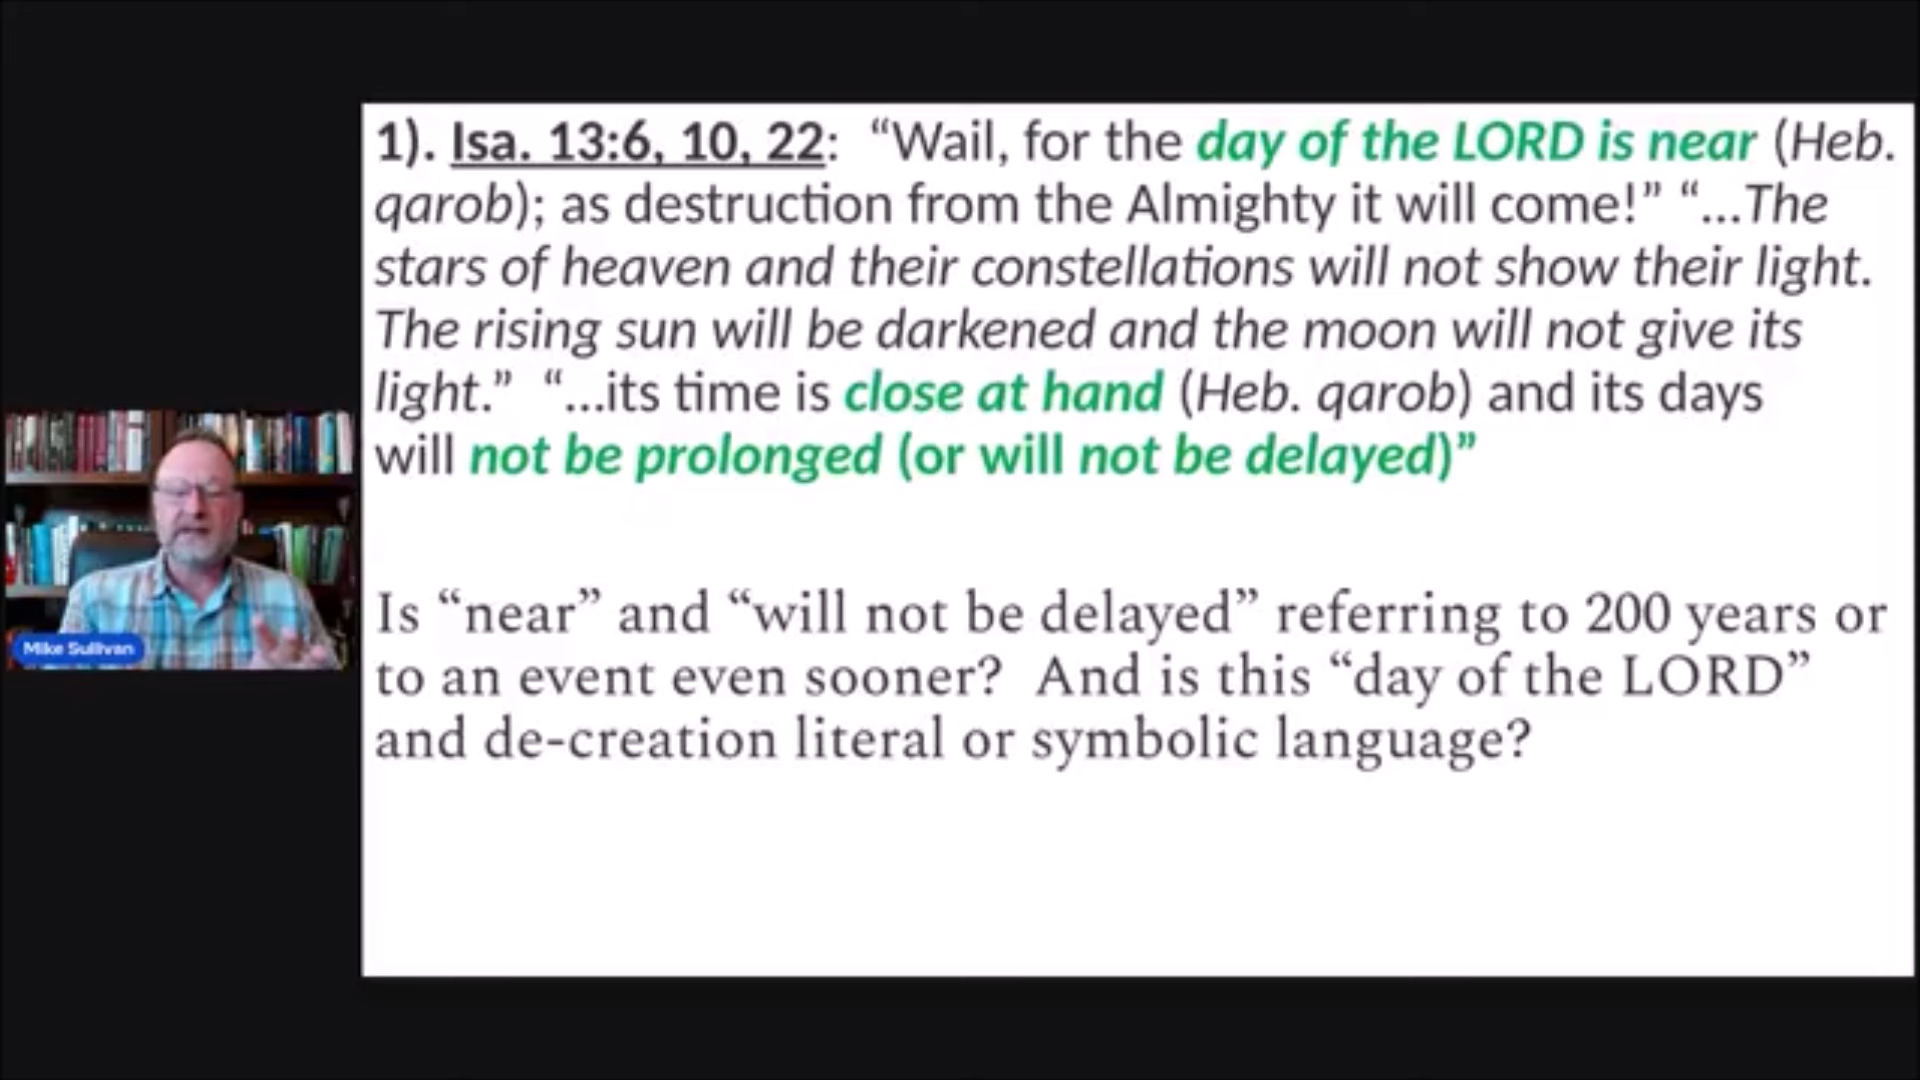 1). Isa. 13:6, 10, 22: “Wail, for the day of the LORD is near (Heb.
qarob); as destruction from the Almighty it will come!” “...The
stars of heaven and their constellations will not show their light.
The rising sun will be darkened and the moon will not give its
light.” “...its time is close at hand (Heb. qarob) and its days
will not be prolonged (or will not be delayed)”
Is “near” and “will not be delayed” referring to 200 years or
to an event even sooner? And is this “day of the LORD”
and de-creation literal or symbolic language?
Mike Sullivan